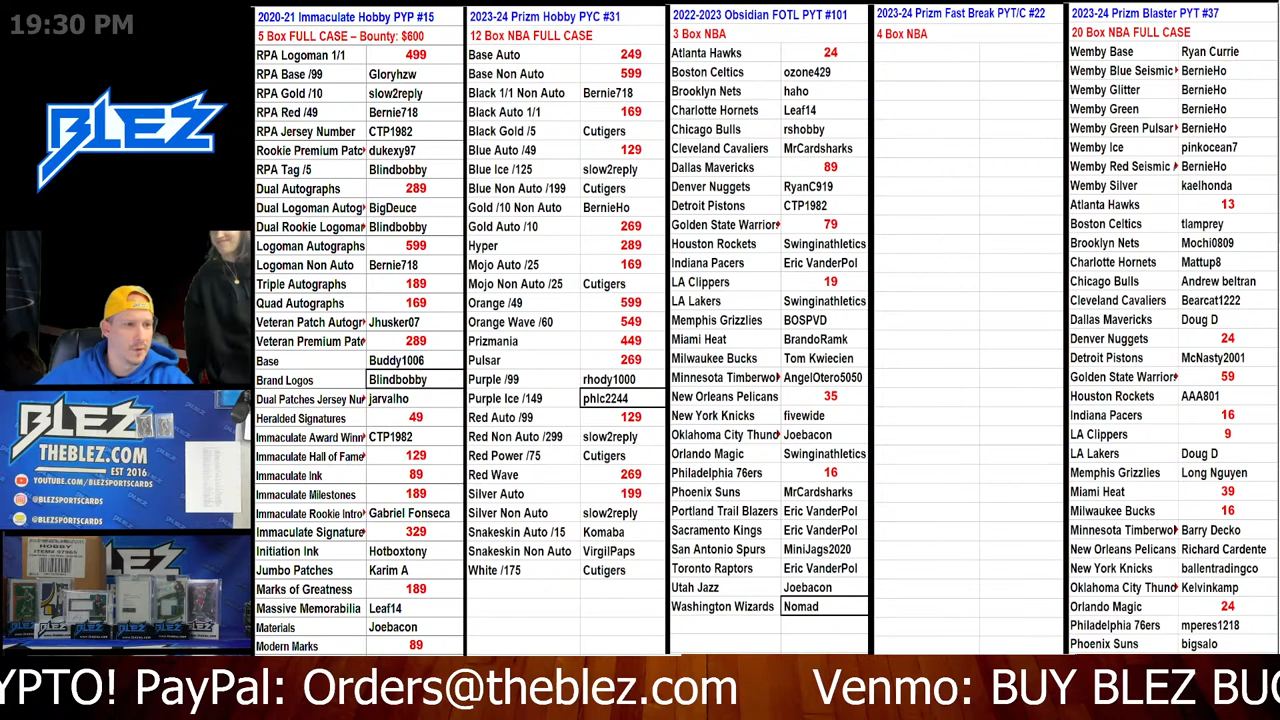 19:30 PM
BLEZ
BLEZ
THEBLEZ.COM
EST 2016
YOUTUBE.COM/BLEZSPORTSCARDS
@BLEZSPORTSCARDS
@BLEZSPORTSCARDS
HOBBY
2020-21 Immaculate Hobby PYP #15
5 Box FULL CASE – Bounty: $600
RPA Logoman 1/1 499
RPA Base /99 Gloryhzw
RPA Gold /10 slow2reply
RPA Red /49 Bernie718
RPA Jersey Number CTP1982
Rookie Premium Patc dukexy97
RPA Tag /5 Blindbobby
Dual Autographs 289
Dual Logoman Autog BigDeuce
Dual Rookie Logoma Blindbobby
Logoman Autographs 599
Logoman Non Auto Bernie718
Triple Autographs 189
Quad Autographs 169
Veteran Patch Autogr Jhusker07
Veteran Premium Pat 289
Base Buddy1006
Brand Logos Blindbobby
Dual Patches Jersey Nu jarvalho
Heralded Signatures 49
Immaculate Award Winn CTP1982
Immaculate Hall of Fame 129
Immaculate Ink 89
Immaculate Milestones 189
Immaculate Rookie Intro Gabriel Fonseca
Immaculate Signature 329
Initiation Ink Hotboxtony
Jumbo Patches Karim A
Marks of Greatness 189
Massive Memorabilia Leaf14
Materials Joebacon
Modern Marks 89
2023-24 Prizm Hobby PYC #31
12 Box NBA FULL CASE
Base Auto 249
Base Non Auto 599
Black 1/1 Non Auto Bernie718
Black Auto 1/1 169
Black Gold /5 Cutigers
Blue Auto /49 129
Blue Ice /125 slow2reply
Blue Non Auto /199 Cutigers
Gold /10 Non Auto BernieHo
Gold Auto /10 269
Hyper 289
Mojo Auto /25 169
Mojo Non Auto /25 Cutigers
Orange /49 599
Orange Wave /60 549
Prizmania 449
Pulsar 269
Purple /99 rhody1000
Purple Ice /149 phlc2244
Red Auto /99 129
Red Non Auto /299 slow2reply
Red Power /75 Cutigers
Red Wave 269
Silver Auto 199
Silver Non Auto slow2reply
Snakeskin Auto /15 Komaba
Snakeskin Non Auto VirgilPaps
White /175 Cutigers
2022-2023 Obsidian FOTL PYT #101
3 Box NBA
Atlanta Hawks 24
Boston Celtics ozone429
Brooklyn Nets haho
Charlotte Hornets Leaf14
Chicago Bulls rshobby
Cleveland Cavaliers MrCardsharks
Dallas Mavericks 89
Denver Nuggets RyanC919
Detroit Pistons CTP1982
Golden State Warriors 79
Houston Rockets Swinginathletics
Indiana Pacers Eric VanderPol
LA Clippers 19
LA Lakers Swinginathletics
Memphis Grizzlies BOSPVD
Miami Heat BrandoRamk
Milwaukee Bucks Tom Kwiecien
Minnesota Timberwo AngelOtero5050
New Orleans Pelicans 35
New York Knicks fivewide
Oklahoma City Thund Joebacon
Orlando Magic Swinginathletics
Philadelphia 76ers 16
Phoenix Suns MrCardsharks
Portland Trail Blazers Eric VanderPol
Sacramento Kings Eric VanderPol
San Antonio Spurs MiniJags2020
Toronto Raptors Eric VanderPol
Utah Jazz Joebacon
Washington Wizards Nomad
2023-24 Prizm Fast Break PYT/C #22
4 Box NBA
2023-24 Prizm Blaster PYT #37
20 Box NBA FULL CASE
Wemby Base Ryan Currie
Wemby Blue Seismic BernieHo
Wemby Glitter BernieHo
Wemby Green BernieHo
Wemby Green Pulsar BernieHo
Wemby Ice pinkocean7
Wemby Red Seismic BernieHo
Wemby Silver kaelhonda
Atlanta Hawks 13
Boston Celtics tlamprey
Brooklyn Nets Mochi0809
Charlotte Hornets Mattup8
Chicago Bulls Andrew beltran
Cleveland Cavaliers Bearcat1222
Dallas Mavericks Doug D
Denver Nuggets 24
Detroit Pistons McNasty2001
Golden State Warrior 59
Houston Rockets AAA801
Indiana Pacers 16
LA Clippers 9
LA Lakers Doug D
Memphis Grizzlies Long Nguyen
Miami Heat 39
Milwaukee Bucks 16
Minnesota Timberwo Barry Decko
New Orleans Pelicans Richard Cardente
New York Knicks ballentradingco
Oklahoma City Thun Kelvinkamp
Orlando Magic 24
Philadelphia 76ers mperes1218
Phoenix Suns bigsalo
YPTO! PayPal: Orders@theblez.com Venmo: BUY BLEZ BUC